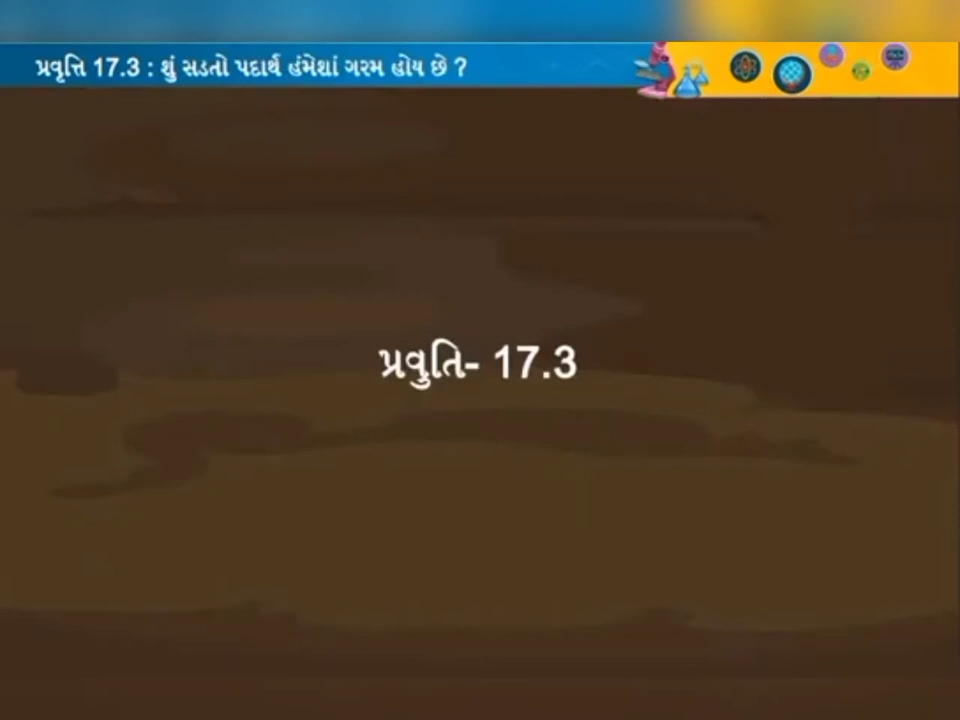 પ્રવૃત્તિ 17.3 : શું સડતો પદાર્થ હંમેશાં ગરમ હોય છે ?
પ્રવુતિ- 17.3